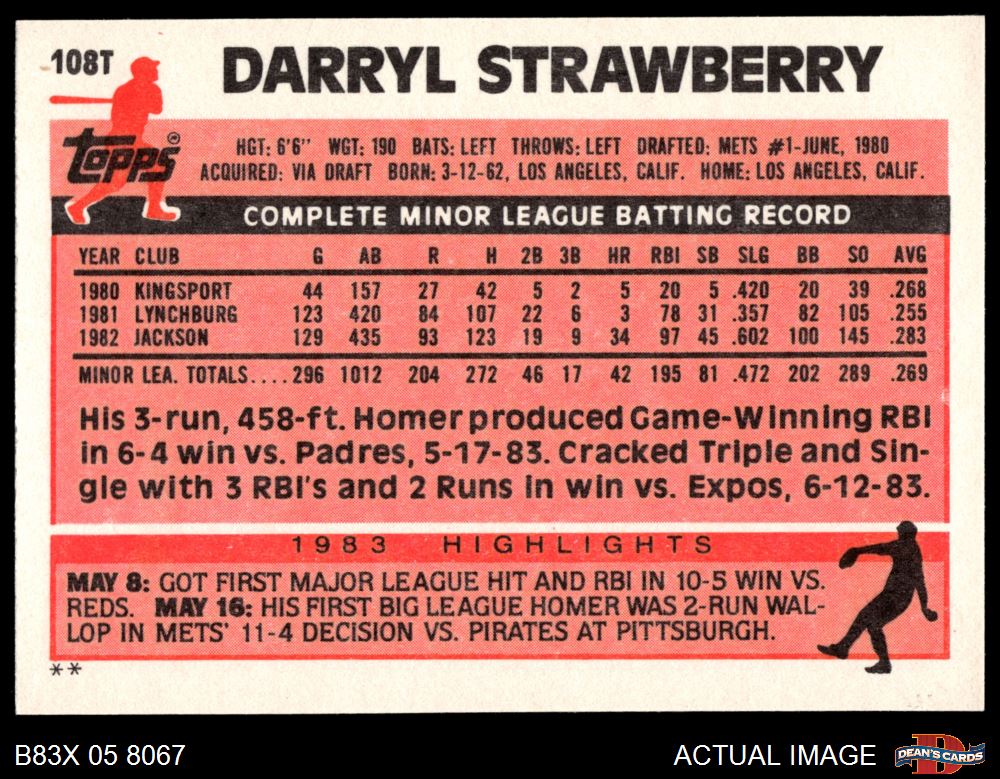 108T
DARRYL STRAWBERRY
topps ®
HGT: 6'6" WGT: 190 BATS: LEFT THROWS: LEFT DRAFTED: METS #1-JUNE, 1980
ACQUIRED: VIA DRAFT BORN: 3-12-62, LOS ANGELES, CALIF. HOME: LOS ANGELES, CALIF.
COMPLETE MINOR LEAGUE BATTING RECORD
YEAR CLUB G AB R H 2B 3B HR RBI SB SLG BB SO AVG
1980 KINGSPORT 44 157 27 42 5 2 5 20 5 .420 20 39 .268
1981 LYNCHBURG 123 420 84 107 22 6 3 78 31 .357 82 105 .255
1982 JACKSON 129 435 93 123 19 9 34 97 45 .602 100 145 .283
MINOR LEA. TOTALS....296 1012 204 272 46 17 42 195 81 .472 202 289 .269
His 3-run, 458-ft. Homer produced Game-Winning RBI
in 6-4 win vs. Padres, 5-17-83. Cracked Triple and Sin-
gle with 3 RBI's and 2 Runs in win vs. Expos, 6-12-83.
1983 HIGHLIGHTS
MAY 8: GOT FIRST MAJOR LEAGUE HIT AND RBI IN 10-5 WIN VS.
REDS. MAY 16: HIS FIRST BIG LEAGUE HOMER WAS 2-RUN WAL-
LOP IN METS' 11-4 DECISION VS. PIRATES AT PITTSBURGH.
**
B83X 05 8067
ACTUAL IMAGE
DEAN'S CARDS